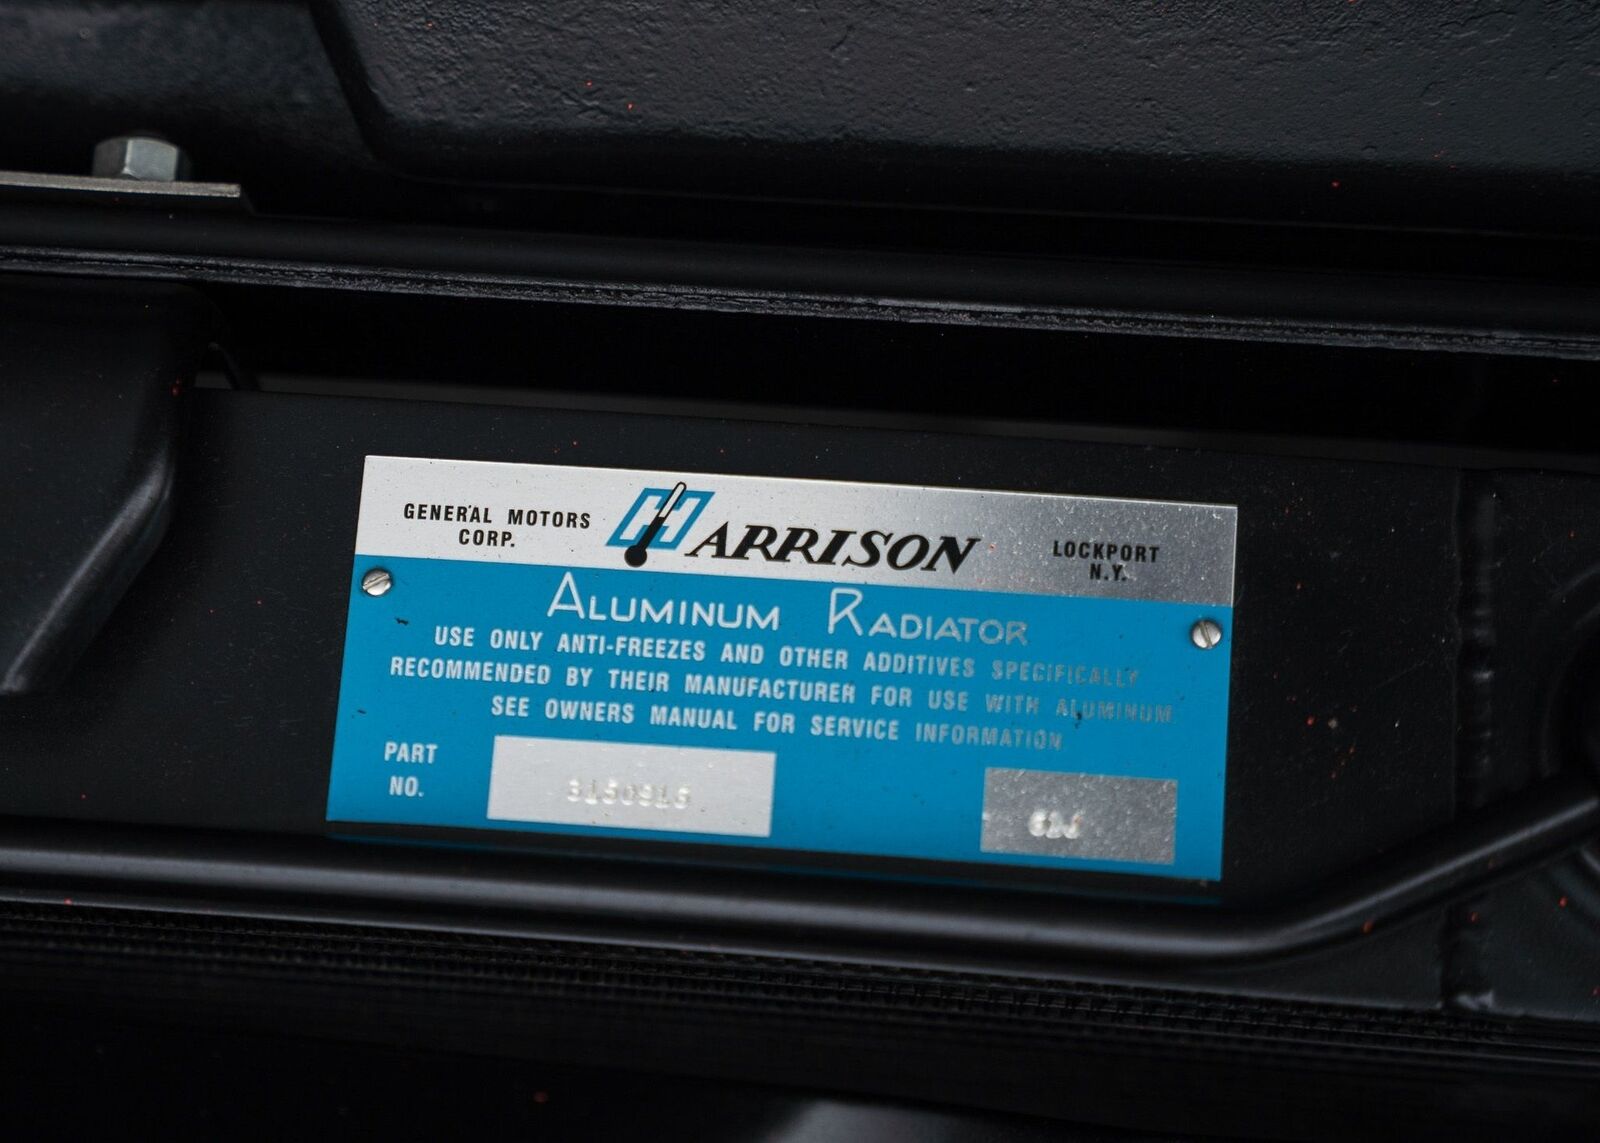 GENERAL MOTORS CORP.
HARRISON
LOCKPORT N.Y.
ALUMINUM RADIATOR
USE ONLY ANTI-FREEZES AND OTHER ADDITIVES SPECIFICALLY
RECOMMENDED BY THEIR MANUFACTURER FOR USE WITH ALUMINUM
SEE OWNERS MANUAL FOR SERVICE INFORMATION
PART
NO.